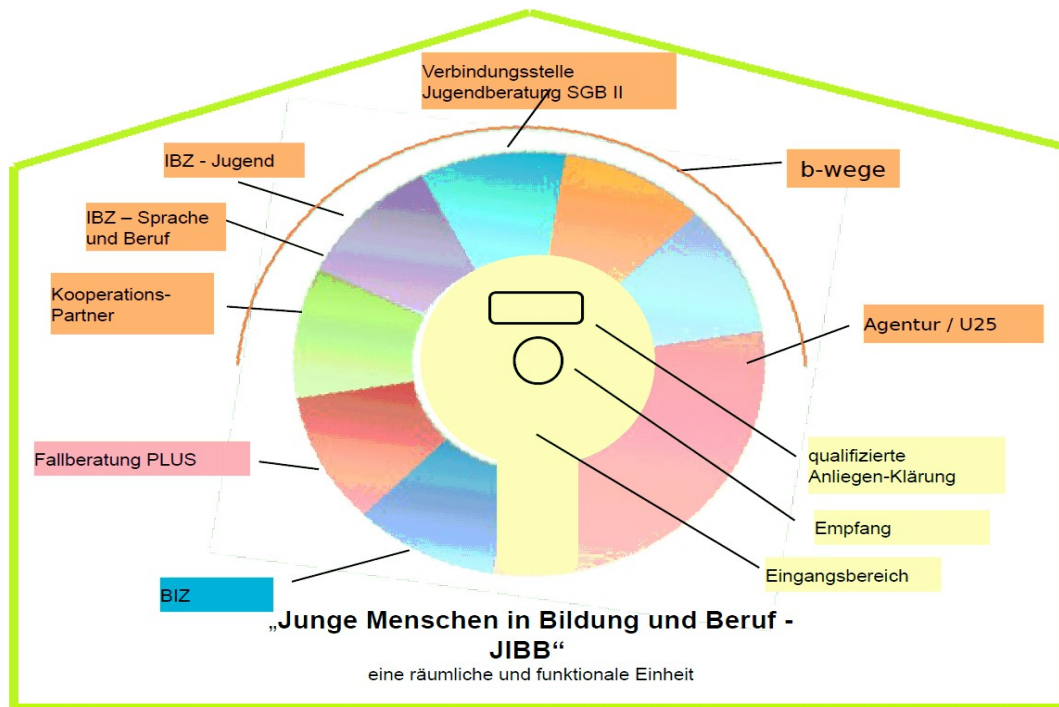 Verbindungsstelle
Jugendberatung SGB II
IBZ - Jugend
b-wege
IBZ – Sprache
und Beruf
Kooperations-
Partner
Agentur / U25
Fallberatung PLUS
qualifizierte
Anliegen-Klärung
Empfang
Eingangsbereich
BIZ
„Junge Menschen in Bildung und Beruf -
JIBB“
eine räumliche und funktionale Einheit